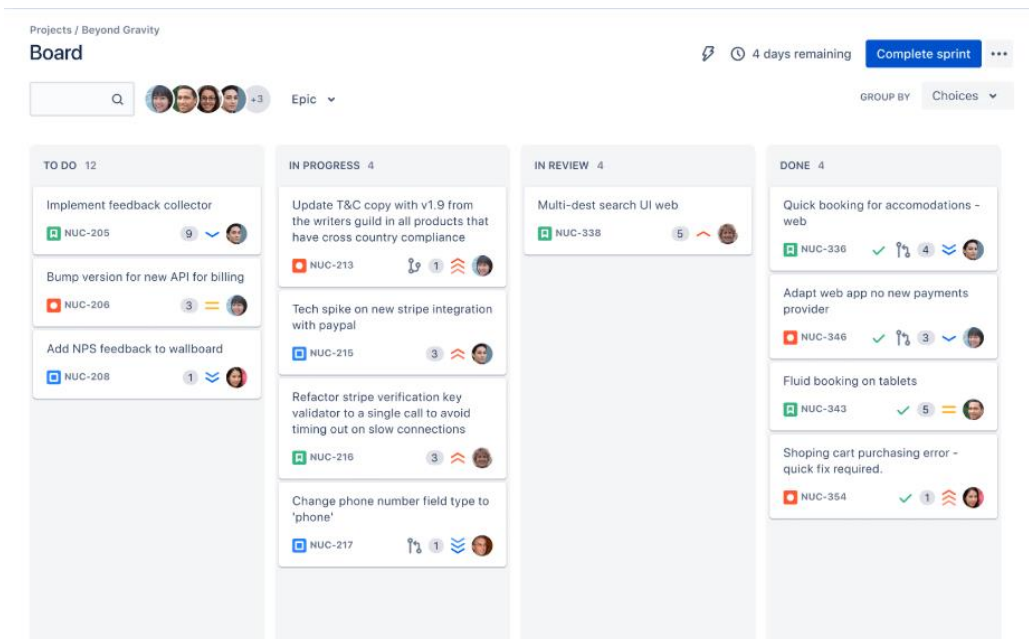 Projects / Beyond Gravity
Board
4 days remaining
Complete sprint
+3
Epic
GROUP BY
Choices
TO DO 12
Implement feedback collector
NUC-205
9
Bump version for new API for billing
NUC-206
3
Add NPS feedback to wallboard
NUC-208
1
IN PROGRESS 4
Update T&C copy with v1.9 from
the writers guild in all products that
have cross country compliance
NUC-213
1
Tech spike on new stripe integration
with paypal
NUC-215
3
Refactor stripe verification key
validator to a single call to avoid
timing out on slow connections
NUC-216
3
Change phone number field type to
'phone'
NUC-217
1
IN REVIEW 4
Multi-dest search UI web
NUC-338
5
DONE 4
Quick booking for accomodations -
web
NUC-336
4
Adapt web app no new payments
provider
NUC-346
3
Fluid booking on tablets
NUC-343
5
Shoping cart purchasing error -
quick fix required.
NUC-354
1